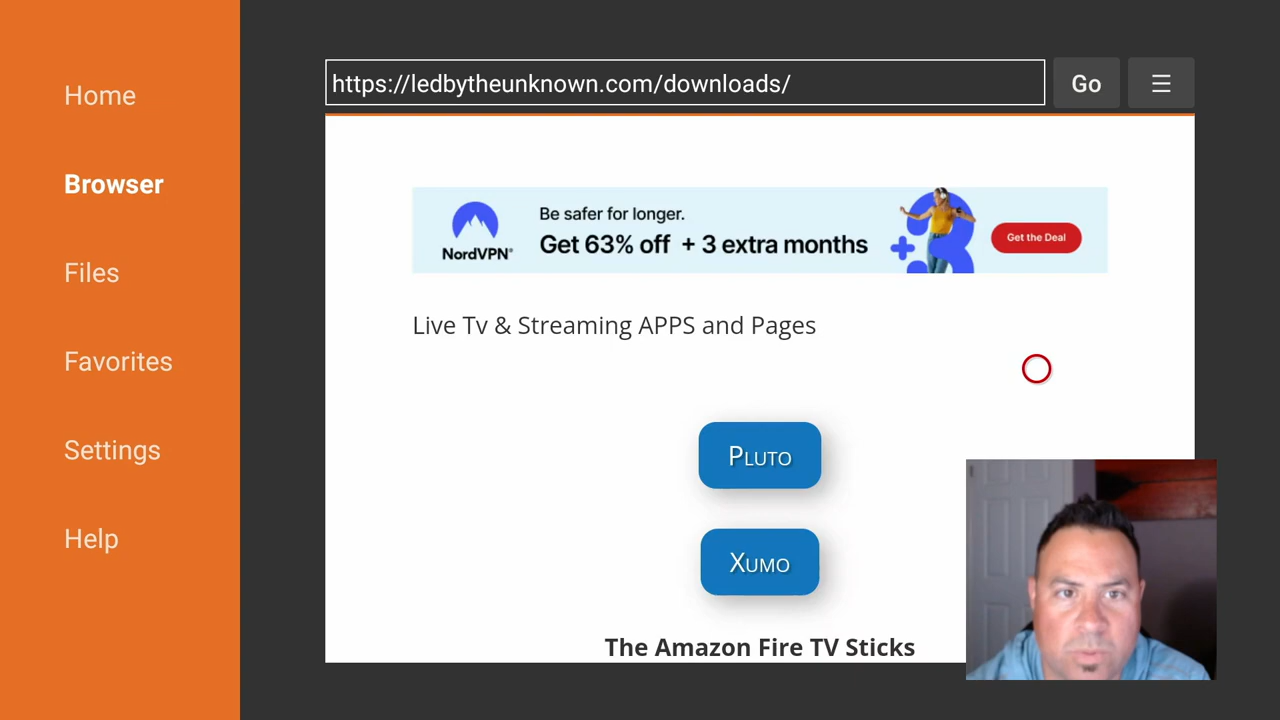 Home
Browser
Files
Favorites
Settings
Help
https://ledbytheunknown.com/downloads/
Go
NordVPN®
Be safer for longer.
Get 63% off + 3 extra months
Get the Deal
Live Tv & Streaming APPS and Pages
Pluto
Xumo
The Amazon Fire TV Sticks